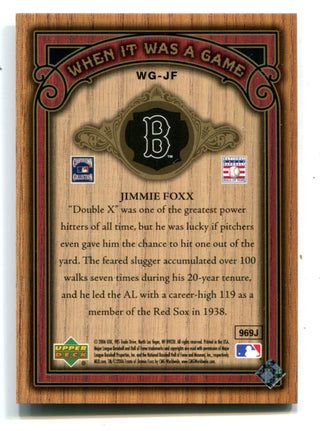 WHEN IT WAS A GAME
WG-JF
B
JIMMIE FOXX
"Double X" was one of the greatest power
hitters of all time, but he was lucky if pitchers
even gave him the chance to hit one out of the
yard. The feared slugger accumulated over 100
walks seven times during his 20-year tenure,
and he led the AL with a career-high 119 as a
member of the Red Sox in 1938.
969J
UPPER
DECK